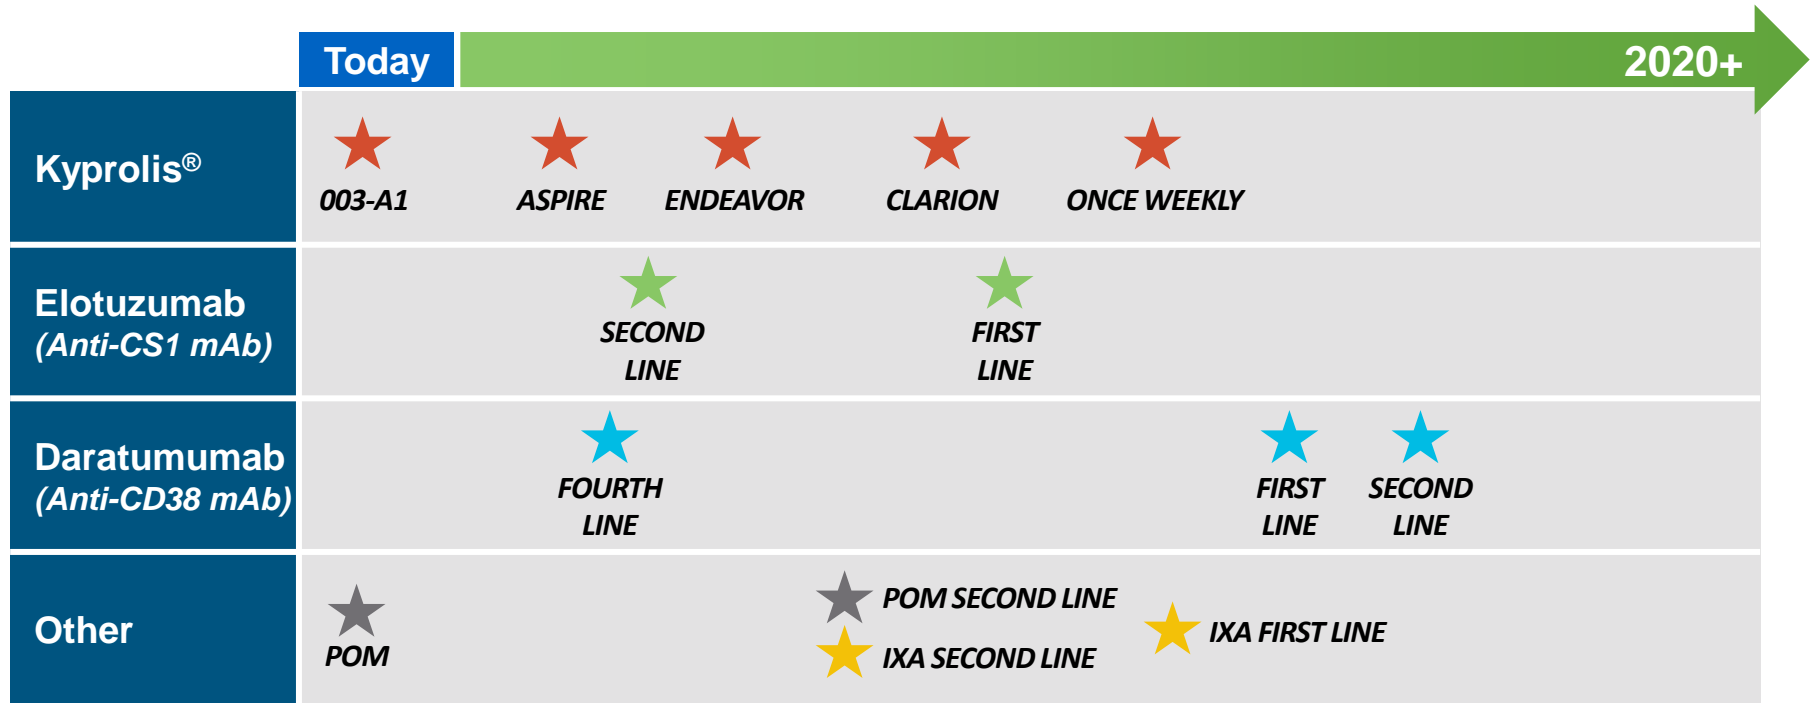 Today
2020+
Kyprolis®
003-A1
ASPIRE
ENDEAVOR
CLARION
ONCE WEEKLY
Elotuzumab
(Anti-CS1 mAb)
SECOND
LINE
FIRST
LINE
Daratumumab
(Anti-CD38 mAb)
FOURTH
LINE
FIRST
LINE
SECOND
LINE
Other
POM
POM SECOND LINE
IXA SECOND LINE
IXA FIRST LINE